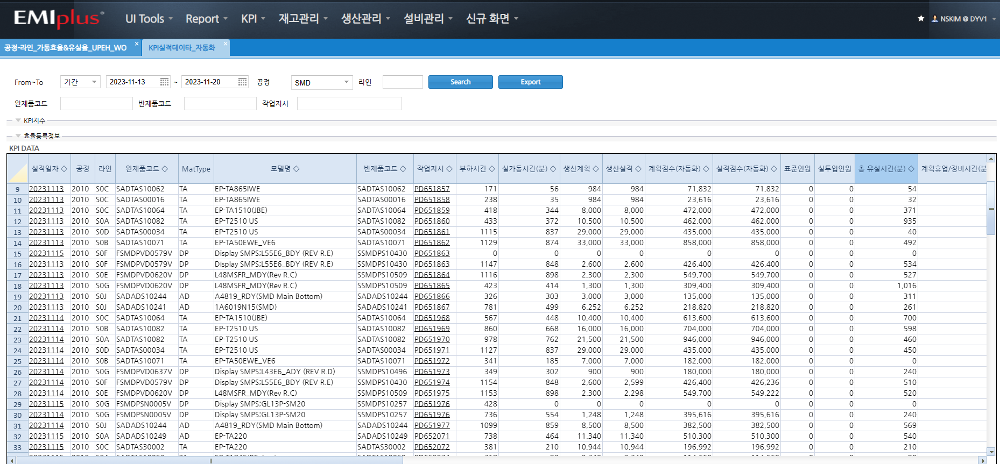 EMIplus®
UI Tools Report KPI 재고관리 생산관리 설비관리 신규 화면 NSKIM @ DYV1
공정-라인_가동효율&유실율_UPEH_WO KPI실적데이타_자동화
From~To 기간 2023-11-13 ~ 2023-11-20 공정 SMD 라인 Search Export
완제품코드 반제품코드 작업지시
KPI지수
효율등록정보
KPI DATA
실적일자 공정 라인 완제품코드 MatType 모델명 반제품코드 작업지시 부하시간 실가동시간(분) 생산계획 생산실적 계획점수(자동화) 실적점수(자동화) 표준인원 실투입인원 총 유실시간(분) 계획휴업/정비시간(분
9 20231113 2010 S0C SADTAS10062 TA EP-TA865IWE SADTAS10062 PD651857 171 56 984 984 71,832 71,832 0 0 54
10 20231113 2010 S0C SADTAS00016 TA EP-TA865IWE SADTAS00016 PD651858 238 35 984 984 23,616 23,616 0 0 32
11 20231113 2010 S0C SADTAS10064 TA EP-TA1510(JBE) SADTAS10064 PD651859 418 344 8,000 8,000 472,000 472,000 0 0 371
12 20231113 2010 S0A SADTAS10082 TA EP-T2510 US SADTAS10082 PD651860 433 372 10,500 10,500 462,000 462,000 0 0 935
13 20231113 2010 S0D SADTAS00034 TA EP-T2510 US SADTAS00034 PD651861 1115 837 29,000 29,000 435,000 435,000 0 0 40
14 20231113 2010 S0B SADTAS10071 TA EP-TA50EWE_VE6 SADTAS10071 PD651862 1129 874 33,000 33,000 858,000 858,000 0 0 492
15 20231115 2010 S0F FSMDPVD0579V DP Display SMPS;L55E6_BDY (REV R.E) SSMDPS10430 PD651863 0 0 0 0 0 0 0 0 0
16 20231113 2010 S0F FSMDPVD0579V DP Display SMPS;L55E6_BDY (REV R.E) SSMDPS10430 PD651863 1147 848 2,600 2,600 426,400 426,400 0 0 534
17 20231113 2010 S0E FSMDPVD0620V DP L48MSFR_MDY(Rev R.C) SSMDPS10509 PD651864 1116 898 2,300 2,300 549,700 549,700 0 0 527
18 20231113 2010 S0G FSMDPVD0620V DP L48MSFR_MDY(Rev R.C) SSMDPS10509 PD651865 423 414 1,300 1,300 309,400 309,400 0 0 1,016
19 20231113 2010 S0J SADADS10244 AD A4819_RDY(SMD Main Bottom) SADADS10244 PD651866 326 303 3,000 3,000 135,000 135,000 0 0 311
20 20231113 2010 S0J SADADS10241 AD 1A6019N15(SMD) SADADS10241 PD651867 781 499 6,252 6,252 218,820 218,820 0 0 261
21 20231114 2010 S0C SADTAS10064 TA EP-TA1510(JBE) SADTAS10064 PD651968 567 448 10,400 10,400 613,600 613,600 0 0 700
22 20231114 2010 S0B SADTAS10082 TA EP-T2510 US SADTAS10082 PD651969 860 668 16,000 16,000 704,000 704,000 0 0 598
23 20231114 2010 S0A SADTAS10082 TA EP-T2510 US SADTAS10082 PD651970 978 762 21,500 21,500 946,000 946,000 0 0 460
24 20231114 2010 S0D SADTAS00034 TA EP-T2510 US SADTAS00034 PD651971 1127 837 29,000 29,000 435,000 435,000 0 0 450
25 20231114 2010 S0B SADTAS10071 TA EP-TA50EWE_VE6 SADTAS10071 PD651972 341 185 7,000 7,000 182,000 182,000 0 0 0
26 20231114 2010 S0G FSMDPVD0637V DP Display SMPS;L43E6_ADY (REV R.D) SSMDPS10496 PD651973 349 302 900 900 180,000 180,000 0 0 240
27 20231114 2010 S0F FSMDPVD0579V DP Display SMPS;L55E6_BDY (REV R.E) SSMDPS10430 PD651974 1154 848 2,600 2,599 426,400 426,236 0 0 510
28 20231114 2010 S0E FSMDPVD0620V DP L48MSFR_MDY(Rev R.C) SSMDPS10509 PD651975 1153 898 2,300 2,298 549,700 549,222 0 0 520
29 20231115 2010 S0G FSMDPSN0005V DP Display SMPS;GL13P-SM20 SSMDPS10257 PD651976 428 0 0 0 0 0 0 0 0
30 20231114 2010 S0G FSMDPSN0005V DP Display SMPS;GL13P-SM20 SSMDPS10257 PD651976 736 554 1,248 1,248 395,616 395,616 0 0 240
31 20231114 2010 S0J SADADS10244 AD A4819_RDY(SMD Main Bottom) SADADS10244 PD651977 1099 859 8,500 8,500 382,500 382,500 0 0 569
32 20231115 2010 S0A SADADS10249 AD EP-TA220 SADADS10249 PD652071 738 464 11,340 11,340 510,300 510,300 0 0 540
33 20231115 2010 S0C SADTAS30002 TA EP-TA220 SADTAS30002 PD652072 381 210 10,944 10,944 196,992 196,992 0 0 210